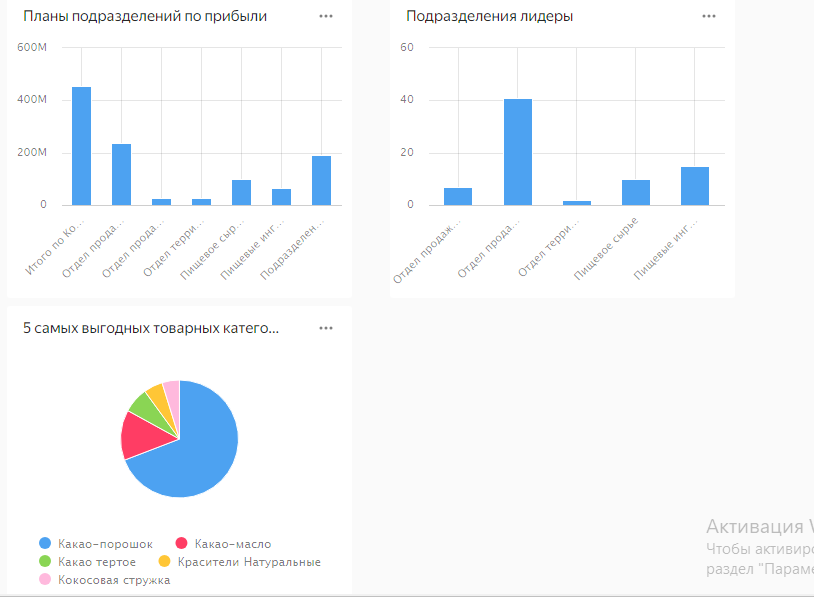 Планы подразделений по прибыли
600M
400M
200M
0
Итого по Ко...
Отдел прода...
Отдел прода...
Отдел терри...
Пищевое сыр...
Пищевые инг...
Подразделен...
Подразделения лидеры
60
40
20
0
Отдел продаж...
Отдел прода...
Отдел терри...
Пищевое сырье
Пищевые инг...
5 самых выгодных товарных катего...
Какао-порошок
Какао-масло
Какао тертое
Красители Натуральные
Кокосовая стружка
Активация
Чтобы активиро
раздел "Параме